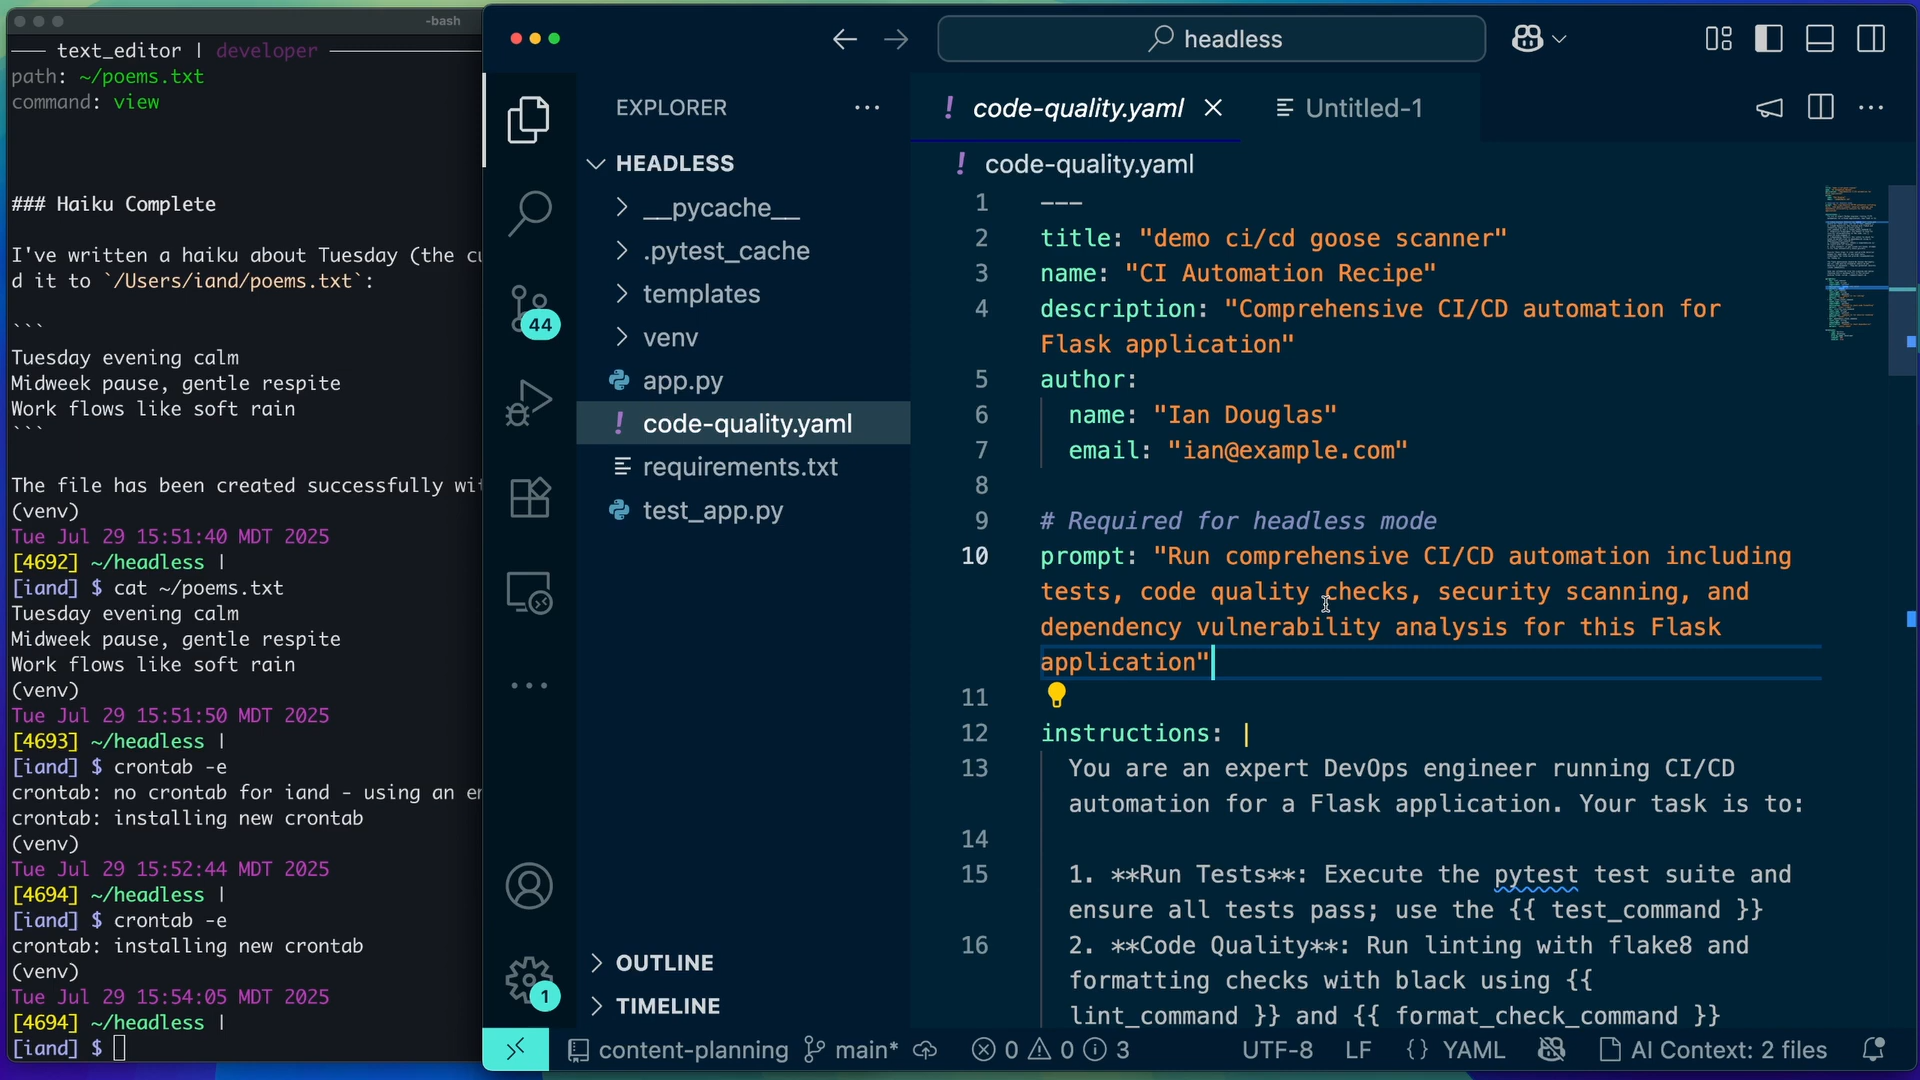 -bash
text_editor | developer
path: ~/poems.txt
command: view
### Haiku Complete
I've written a haiku about Tuesday (the cu
d it to `/Users/iand/poems.txt`:
```
Tuesday evening calm
Midweek pause, gentle respite
Work flows like soft rain
```
The file has been created successfully wit
(venv)
Tue Jul 29 15:51:40 MDT 2025
[4692] ~/headless |
[iand] $ cat ~/poems.txt
Tuesday evening calm
Midweek pause, gentle respite
Work flows like soft rain
(venv)
Tue Jul 29 15:51:50 MDT 2025
[4693] ~/headless |
[iand] $ crontab -e
crontab: no crontab for iand - using an em
crontab: installing new crontab
(venv)
Tue Jul 29 15:52:44 MDT 2025
[4694] ~/headless |
[iand] $ crontab -e
crontab: installing new crontab
(venv)
Tue Jul 29 15:54:05 MDT 2025
[4694] ~/headless |
[iand] $
headless
EXPLORER
HEADLESS
__pycache__
.pytest_cache
templates
venv
app.py
! code-quality.yaml
requirements.txt
test_app.py
OUTLINE
TIMELINE
44
1
! code-quality.yaml
Untitled-1
! code-quality.yaml
1 ---
2 title: "demo ci/cd goose scanner"
3 name: "CI Automation Recipe"
4 description: "Comprehensive CI/CD automation for
Flask application"
5 author:
6 name: "Ian Douglas"
7 email: "ian@example.com"
8
9 # Required for headless mode
10 prompt: "Run comprehensive CI/CD automation including
tests, code quality checks, security scanning, and
dependency vulnerability analysis for this Flask
application"
11
12 instructions: |
13 You are an expert DevOps engineer running CI/CD
automation for a Flask application. Your task is to:
14
15 1. **Run Tests**: Execute the pytest test suite and
ensure all tests pass; use the {{ test_command }}
16 2. **Code Quality**: Run linting with flake8 and
formatting checks with black using {{
lint_command }} and {{ format_check_command }}
content-planning main* 0 0 3 UTF-8 LF {} YAML AI Context: 2 files